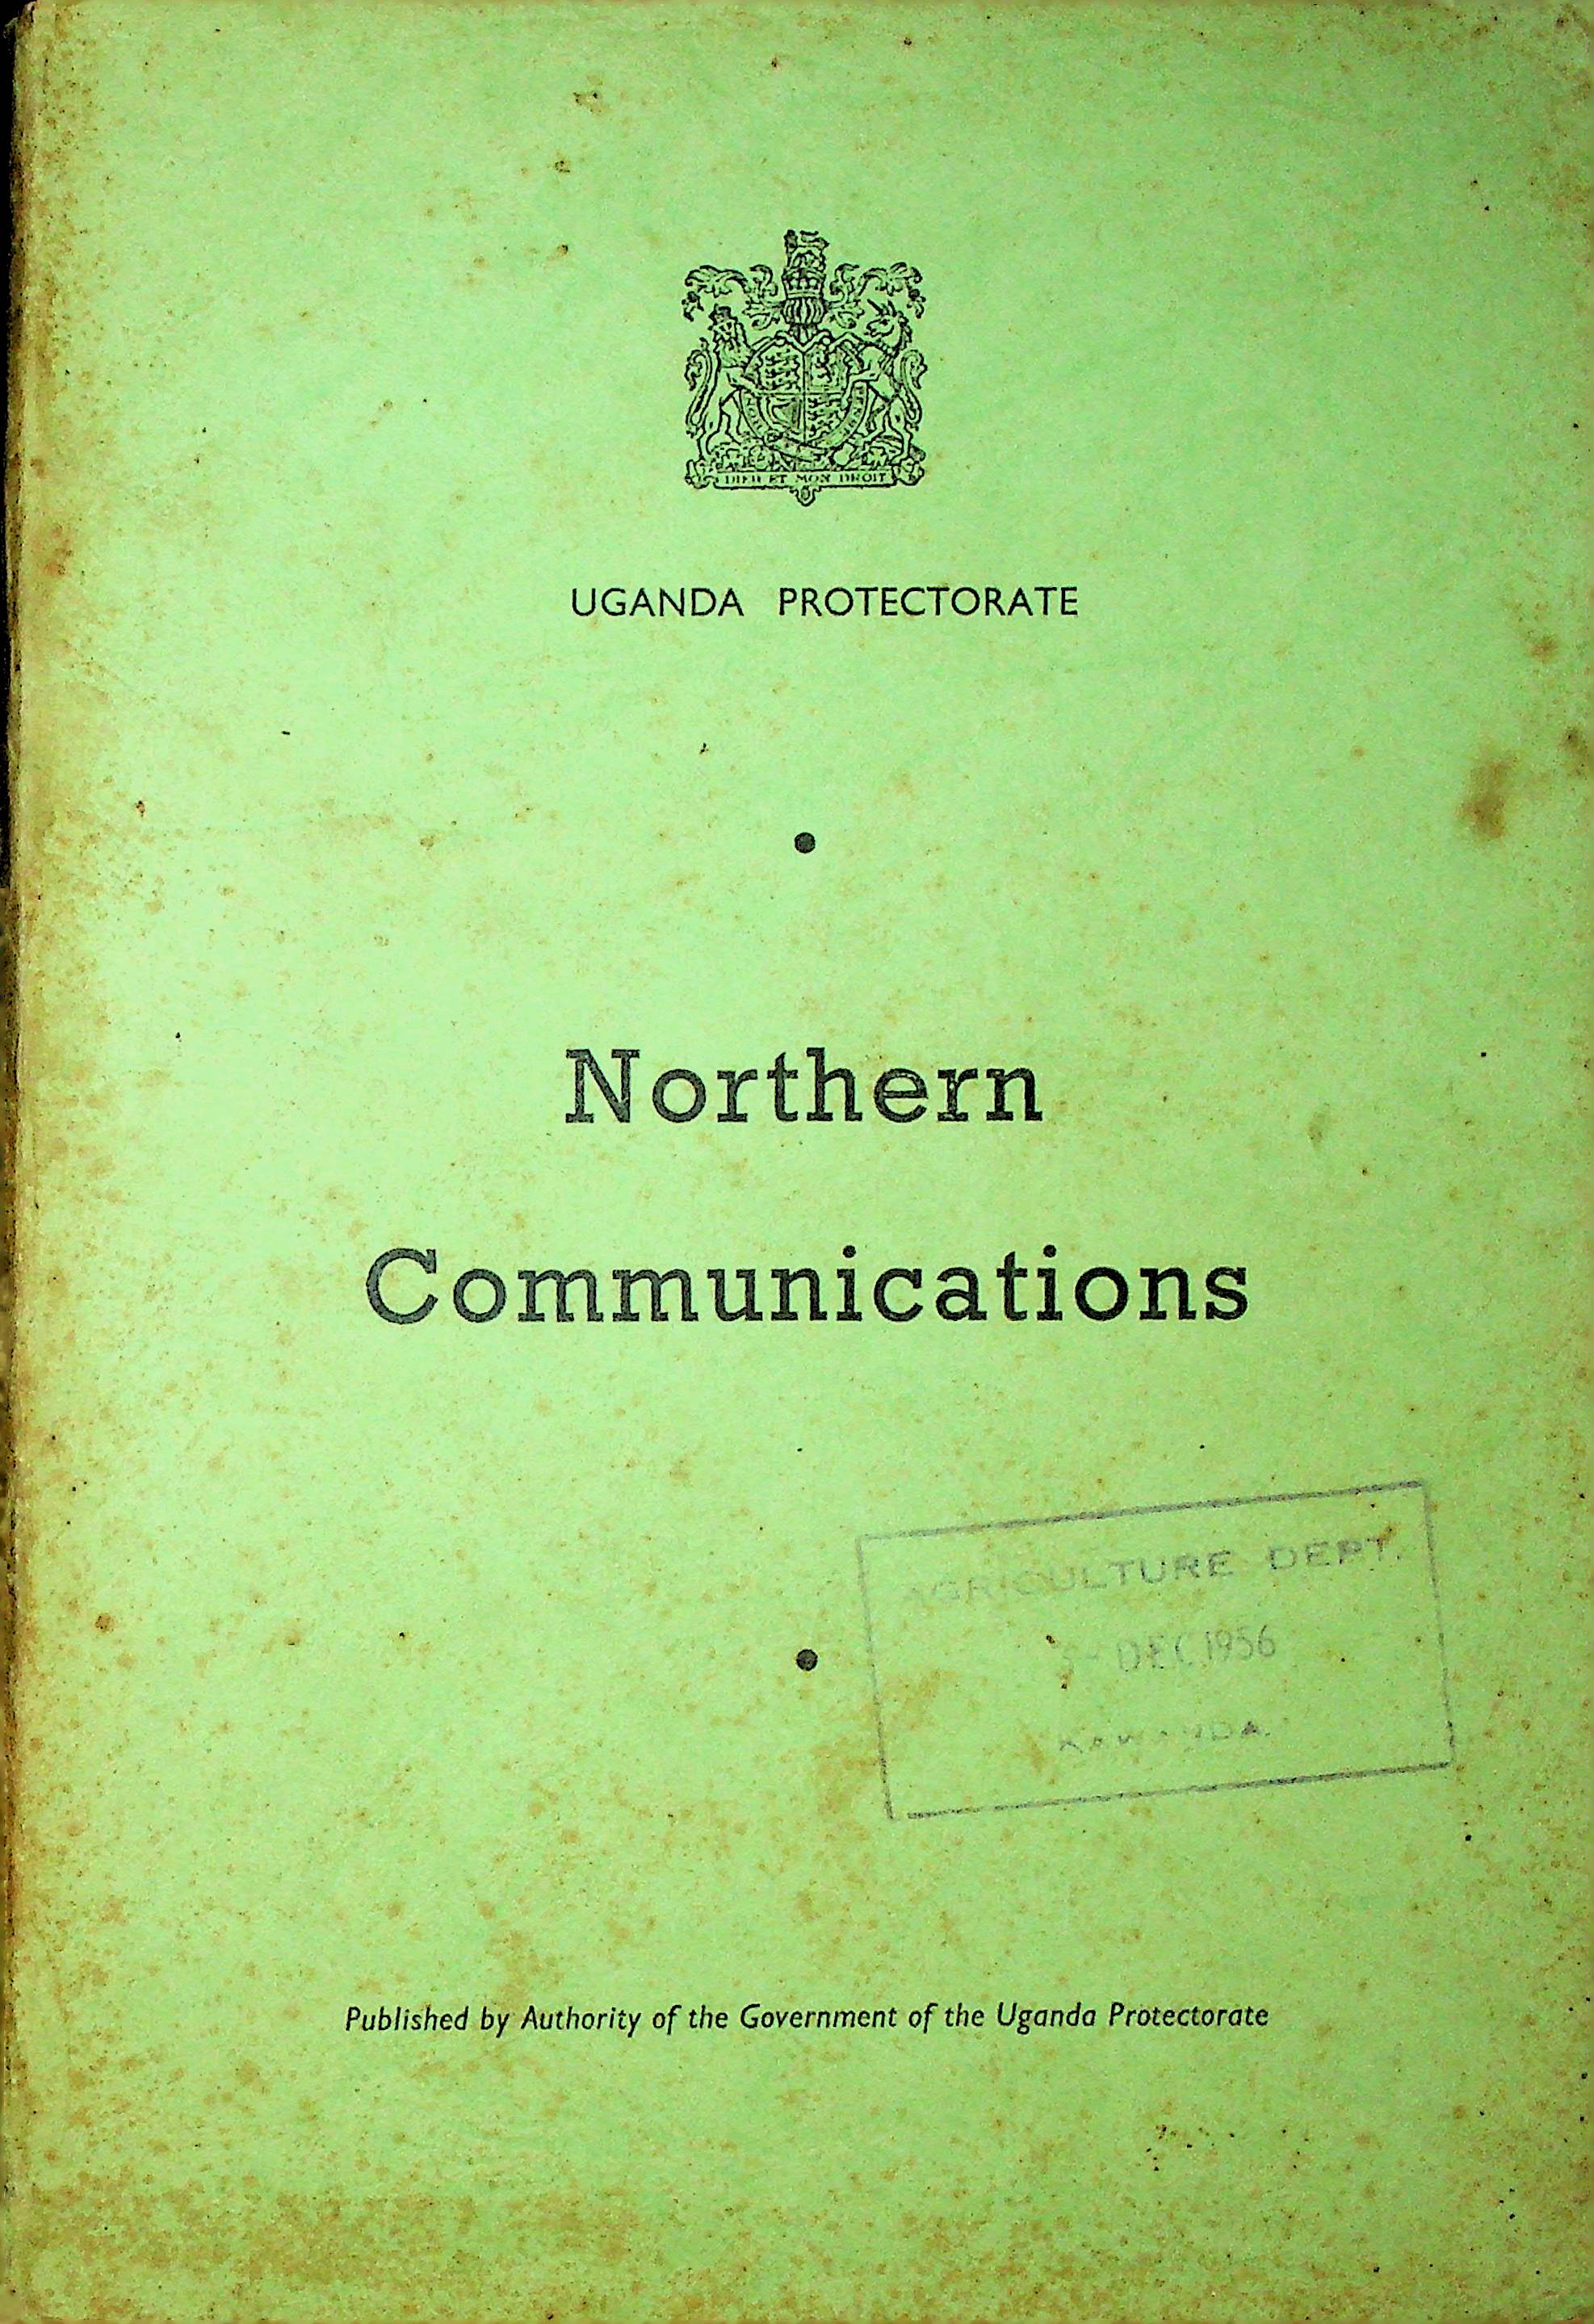 DIEU ET MON DROIT
UGANDA PROTECTORATE
Northern
Communications
AGRICULTURE DEPT.
DEC 1956
KAWANDA.
Published by Authority of the Government of the Uganda Protectorate